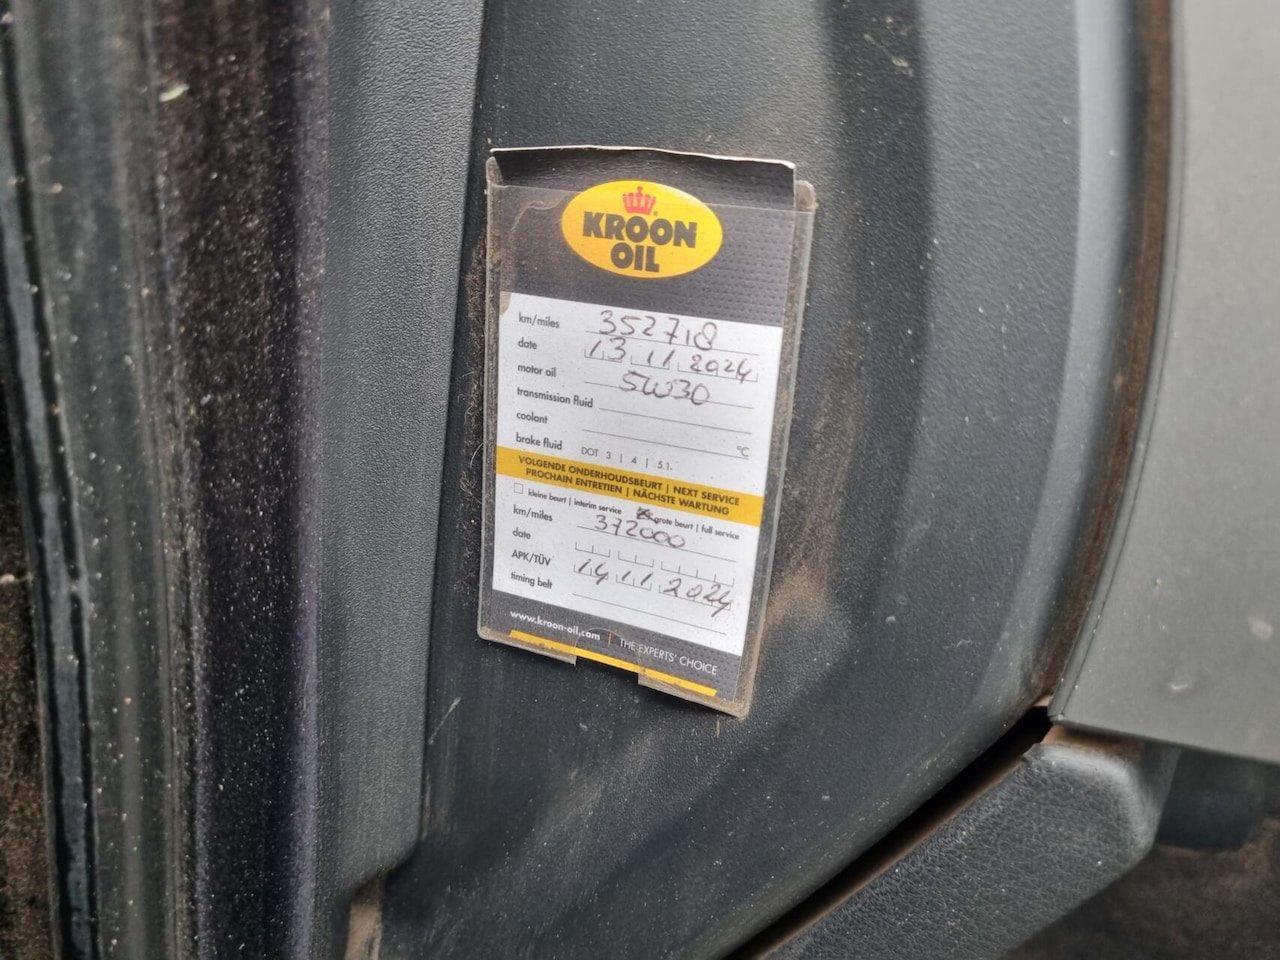 KROON
OIL
km/miles 352718
date 13 11 2024
motor oil 5W30
transmission fluid
coolant °C
brake fluid DOT 3 | 4 | 5.1.
VOLGENDE ONDERHOUDSBEURT | NEXT SERVICE
PROCHAIN ENTRETIEN | NÄCHSTE WARTUNG
kleine beurt | interim service grote beurt | full service
km/miles 372000
date
APK/TÜV 14 11 2024
timing belt
www.kroon-oil.com | THE EXPERTS' CHOICE